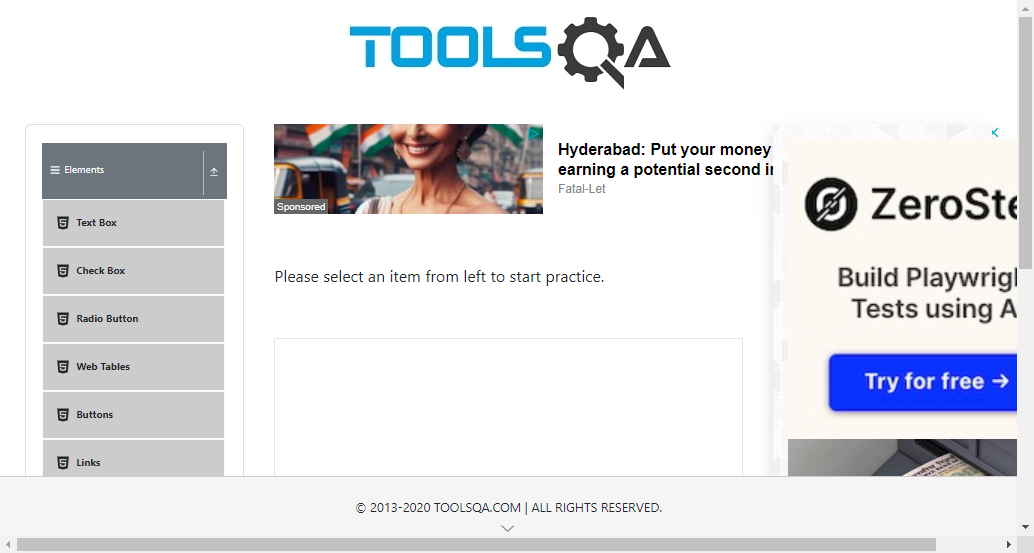 TOOLSQA
Elements
Text Box
Check Box
Radio Button
Web Tables
Buttons
Links
Sponsored
Hyderabad: Put your money
earning a potential second
Fatal-Let
Please select an item from left to start practice.
Build
Tests using
Try for free →
© 2013-2020 TOOLSQA.COM | ALL RIGHTS RESERVED.